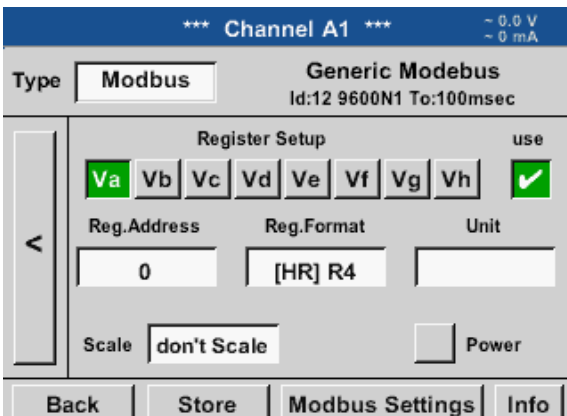 *** Channel A1 ***
~ 0.0 V
~ 0 mA
Type Modbus
Generic Modebus
Id:12 9600N1 To:100msec
Register Setup use
< Va Vb Vc Vd Ve Vf Vg Vh ✔
Reg.Address Reg.Format Unit
0 [HR] R4
Scale don't Scale Power
Back Store Modbus Settings Info